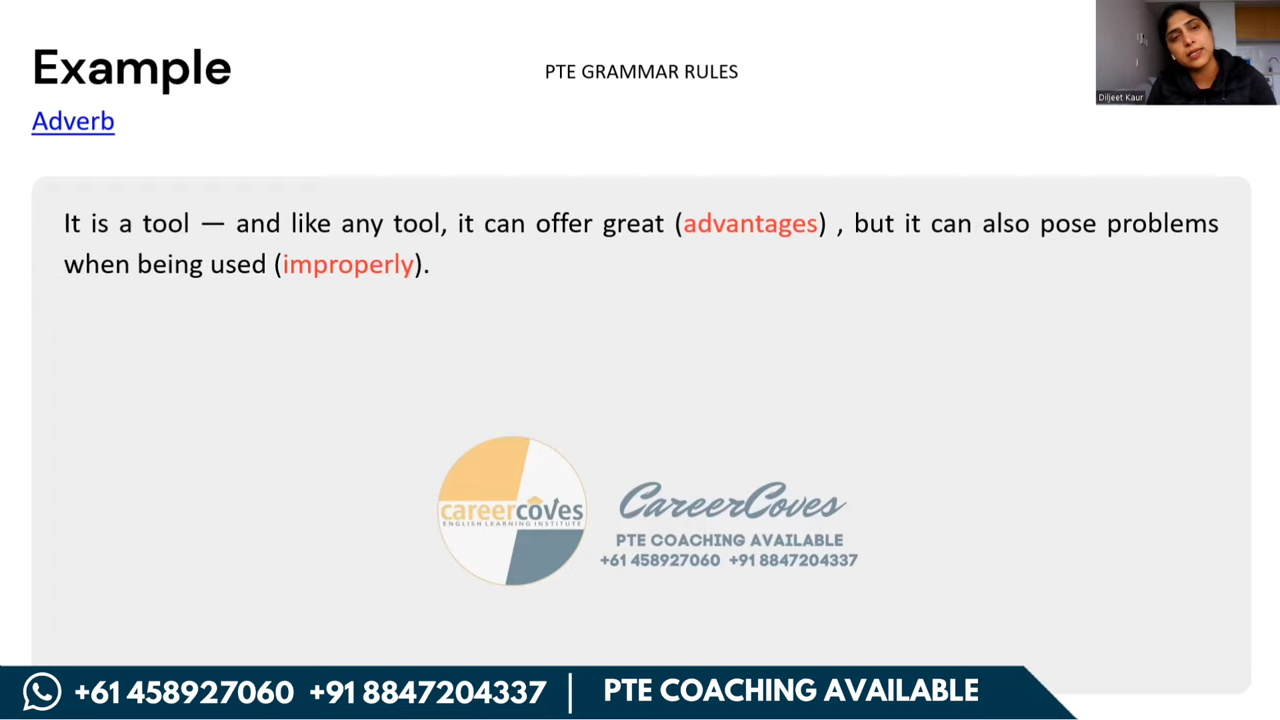 Example
PTE GRAMMAR RULES
Diljeet Kaur
Adverb
It is a tool — and like any tool, it can offer great (advantages) , but it can also pose problems
when being used (improperly).
careercoves
ENGLISH LEARNING INSTITUTE
CareerCoves
PTE COACHING AVAILABLE
+61 458927060 +91 8847204337
+61 458927060 +91 8847204337 | PTE COACHING AVAILABLE